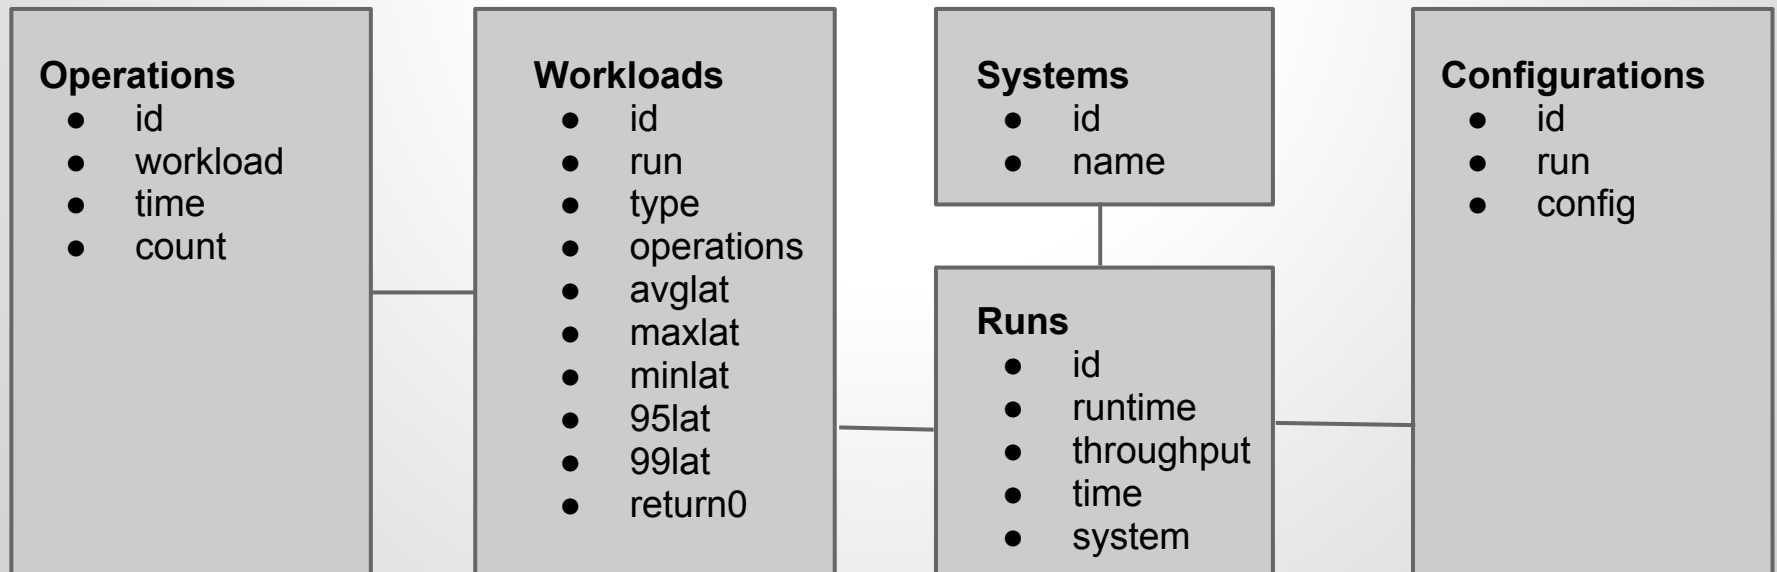 Operations
● id
● workload
● time
● count
Workloads
● id
● run
● type
● operations
● avglat
● maxlat
● minlat
● 95lat
● 99lat
● return0
Systems
● id
● name
Runs
● id
● runtime
● throughput
● time
● system
Configurations
● id
● run
● config